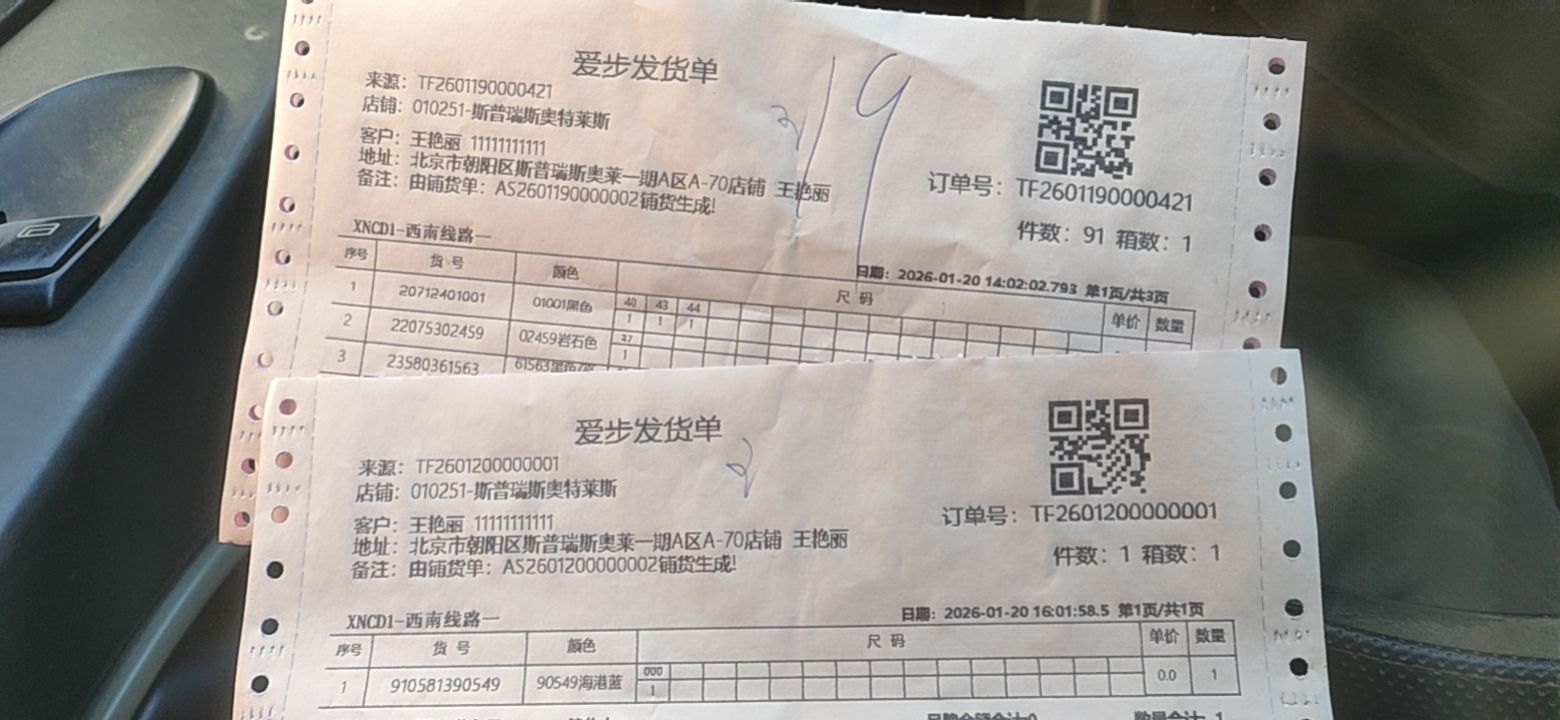 爱步发货单
来源：TF2601190000421
店铺：010251-斯普瑞斯奥特莱斯
客户：王艳丽 11111111111
地址：北京市朝阳区斯普瑞斯奥莱一期A区A-70店铺 王艳丽
备注：由铺货单：AS2601190000002铺货生成!
订单号：TF2601190000421
件数：91 箱数：1
XNCD1-西南线路一
日期：2026-01-20 14:02:02.793 第1页/共3页
序号 货 号 颜色 尺 码 单价 数量
1 20712401001 01001黑色 40 43 44
1 1 1
2 22075302459 02459岩石色 37
1
3 23580361563 61563黑色/
爱步发货单
来源：TF2601200000001
店铺：010251-斯普瑞斯奥特莱斯
客户：王艳丽 11111111111
地址：北京市朝阳区斯普瑞斯奥莱一期A区A-70店铺 王艳丽
备注：由铺货单：AS2601200000002铺货生成!
订单号：TF2601200000001
件数：1 箱数：1
XNCD1-西南线路一
日期：2026-01-20 16:01:58.5 第1页/共1页
序号 货 号 颜色 尺 码 单价 数量
1 910581390549 90549海港蓝 000 0.0 1
1